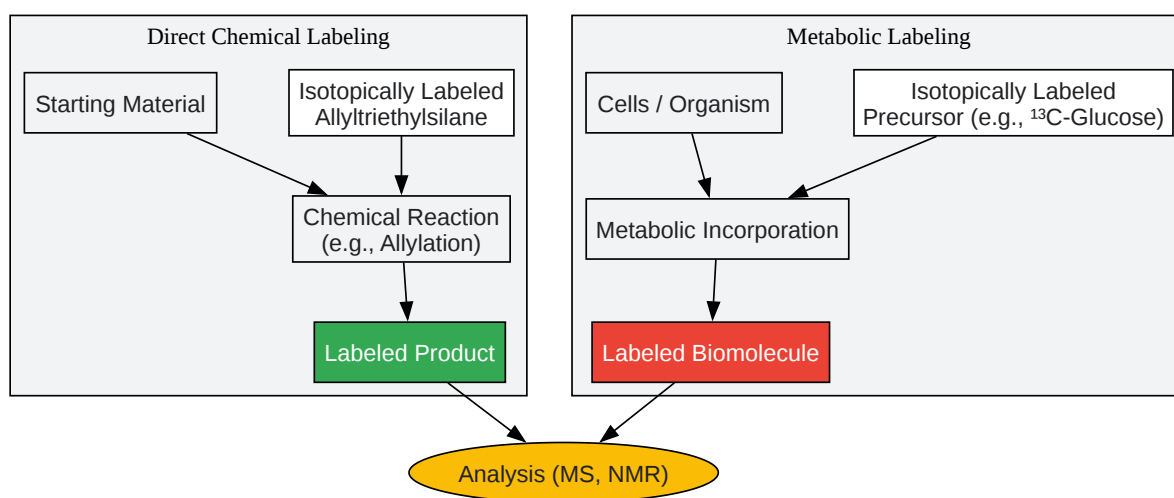 Direct Chemical Labeling
Starting Material
Isotopically Labeled
Allyltriethylsilane
Chemical Reaction
(e.g., Allylation)
Labeled Product
Metabolic Labeling
Cells / Organism
Isotopically Labeled
Precursor (e.g., ¹³C-Glucose)
Metabolic Incorporation
Labeled Biomolecule
Analysis (MS, NMR)